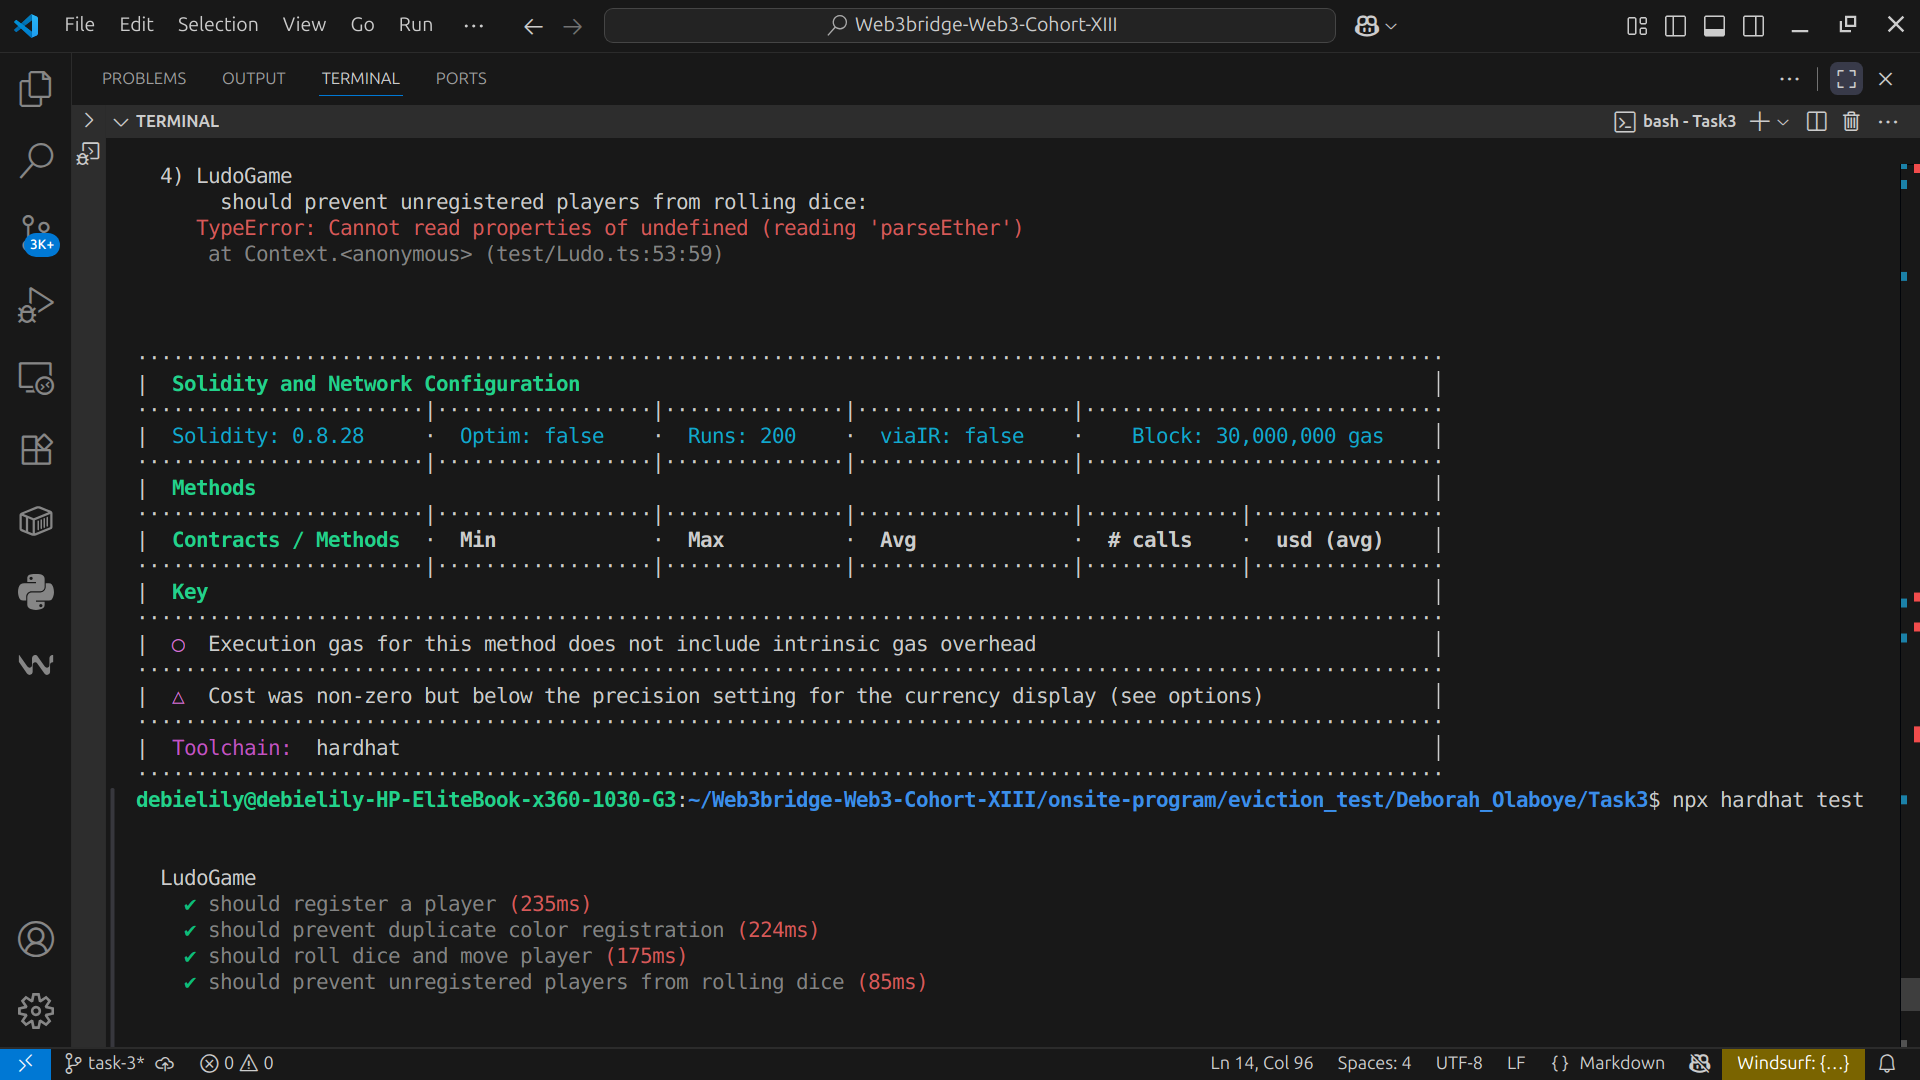 File Edit Selection View Go Run ··· Web3bridge-Web3-Cohort-XIII
PROBLEMS OUTPUT TERMINAL PORTS
TERMINAL bash - Task3
3K+
4) LudoGame
should prevent unregistered players from rolling dice:
TypeError: Cannot read properties of undefined (reading 'parseEther')
at Context.<anonymous> (test/Ludo.ts:53:59)
| Solidity and Network Configuration |
| Solidity: 0.8.28 · Optim: false · Runs: 200 · viaIR: false · Block: 30,000,000 gas |
| Methods |
| Contracts / Methods · Min · Max · Avg · # calls · usd (avg) |
| Key |
| ○ Execution gas for this method does not include intrinsic gas overhead |
| △ Cost was non-zero but below the precision setting for the currency display (see options) |
| Toolchain: hardhat |
debielily@debielily-HP-EliteBook-x360-1030-G3:~/Web3bridge-Web3-Cohort-XIII/onsite-program/eviction_test/Deborah_Olaboye/Task3$ npx hardhat test
LudoGame
✔ should register a player (235ms)
✔ should prevent duplicate color registration (224ms)
✔ should roll dice and move player (175ms)
✔ should prevent unregistered players from rolling dice (85ms)
task-3* 0 0 Ln 14, Col 96 Spaces: 4 UTF-8 LF {} Markdown Windsurf: {...}